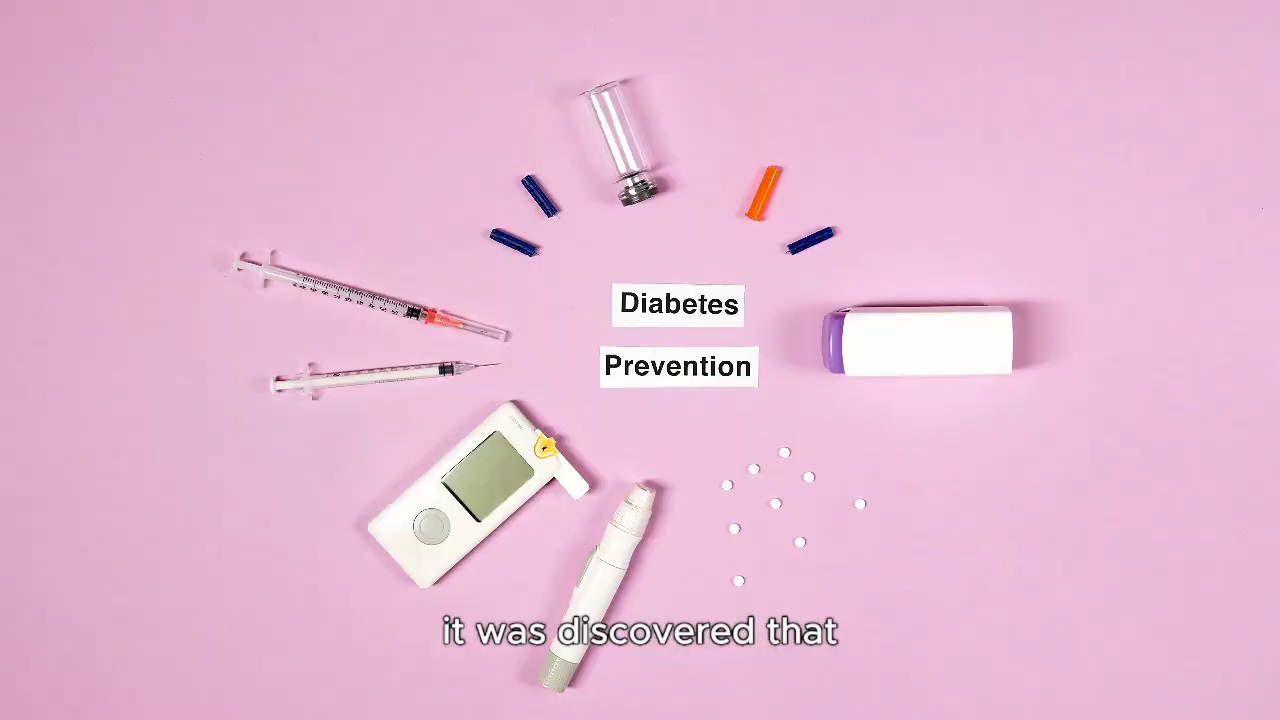 Diabetes
Prevention
it was discovered that